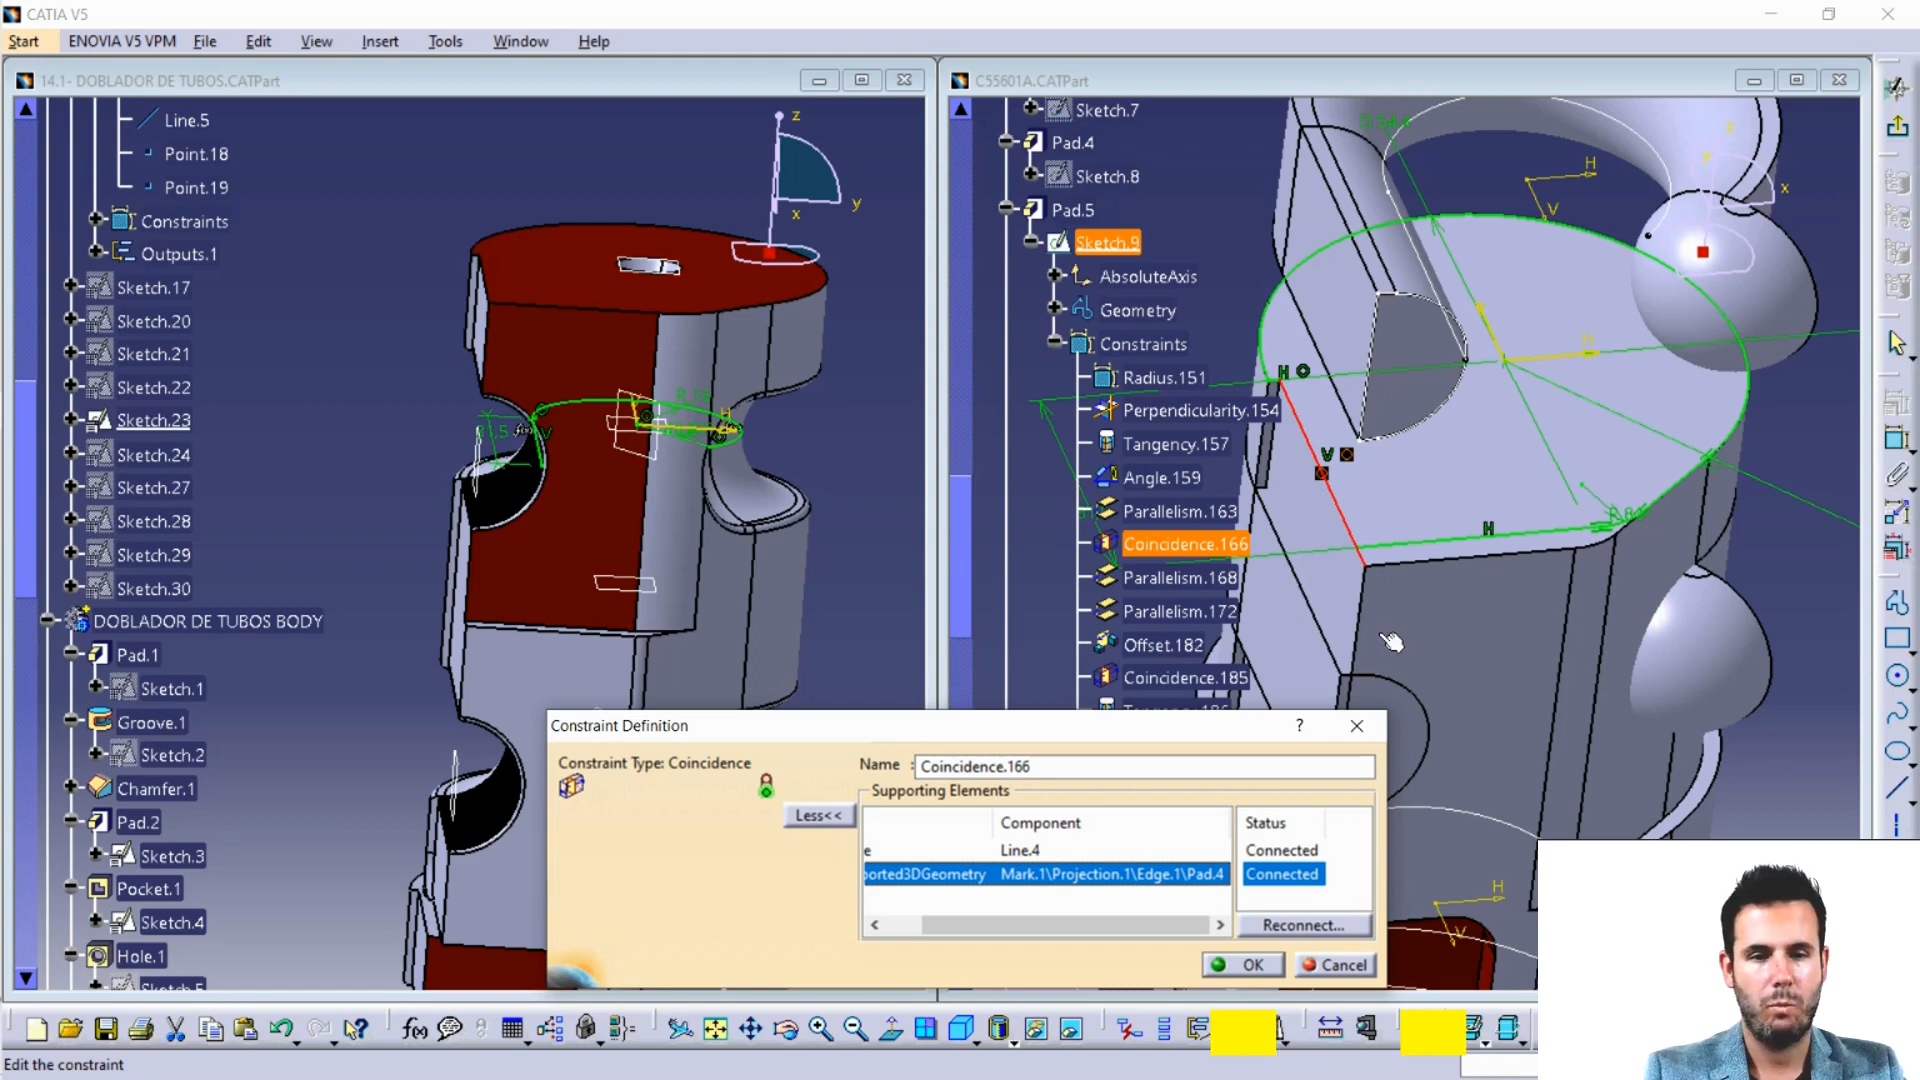 CATIA V5
Start ENOVIA V5 VPM File Edit View Insert Tools Window Help
14.1- DOBLADOR DE TUBOS.CATPart
Line.5
Point.18
Point.19
Constraints
Outputs.1
Sketch.17
Sketch.20
Sketch.21
Sketch.22
Sketch.23
Sketch.24
Sketch.27
Sketch.28
Sketch.29
Sketch.30
DOBLADOR DE TUBOS BODY
Pad.1
Sketch.1
Groove.1
Sketch.2
Chamfer.1
Pad.2
Sketch.3
Pocket.1
Sketch.4
Hole.1
Sketch.5
z
y
x
H
V
C55601A.CATPart
Sketch.7
Pad.4
Sketch.8
Pad.5
Sketch.9
AbsoluteAxis
Geometry
Constraints
Radius.151
Perpendicularity.154
Tangency.157
Angle.159
Parallelism.163
Coincidence.166
Parallelism.168
Parallelism.172
Offset.182
Coincidence.185
H
V
y
x
H
H
V
H
H
V
Constraint Definition
?
Constraint Type: Coincidence
Name : Coincidence.166
Supporting Elements
Less<<
Component Status
e Line.4 Connected
orted3DGeometry Mark.1\Projection.1\Edge.1\Pad.4 Connected
Reconnect...
OK Cancel
f(x)
Edit the constraint